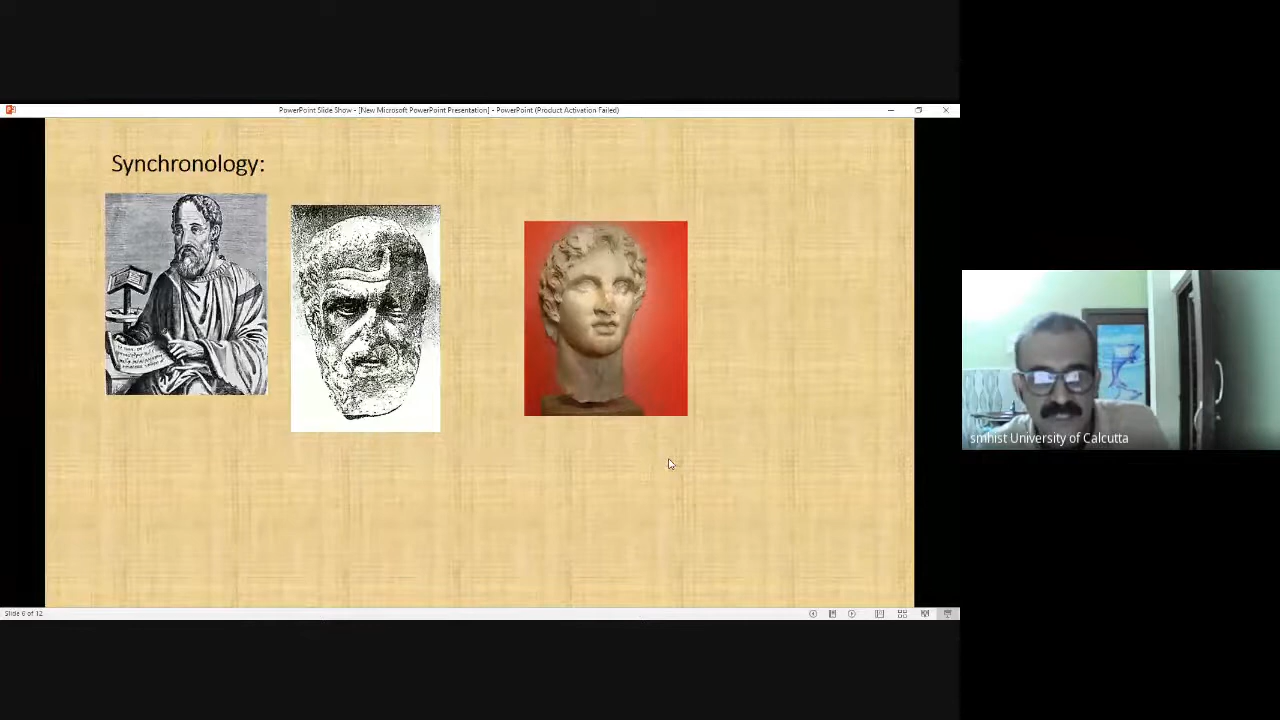 PowerPoint Slide Show - [New Microsoft PowerPoint Presentation] - PowerPoint (Product Activation Failed)
Synchronology:
smhist University of Calcutta
Slide 6 of 12